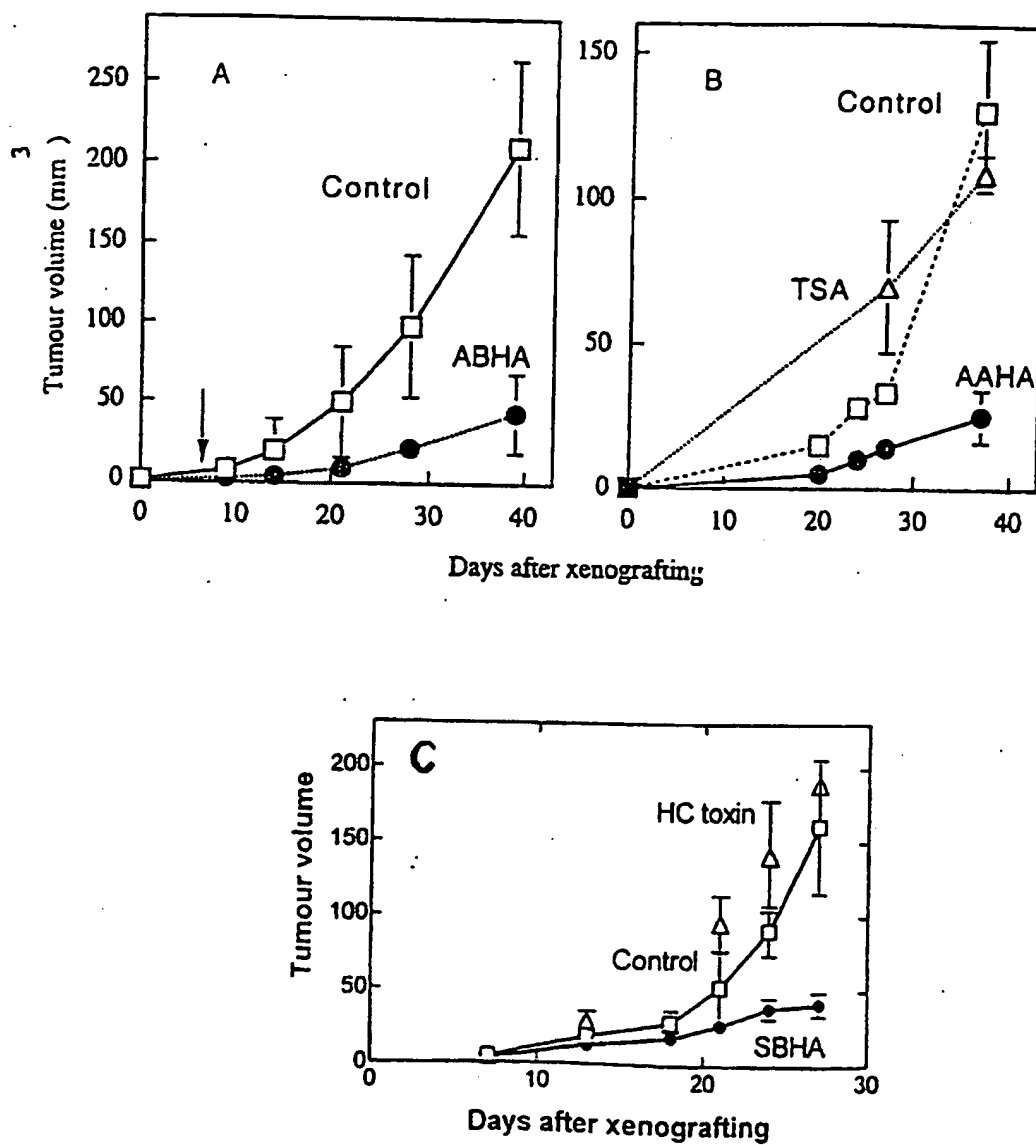 A
250
200
150
100
50
0
Tumour volume (mm 3)
Control
ABHA
0 10 20 30 40
B
150
100
50
0
Control
TSA
AAHA
0 10 20 30 40
Days after xenografting
C
200
150
100
50
0
Tumour volume
HC toxin
Control
SBHA
0 10 20 30
Days after xenografting